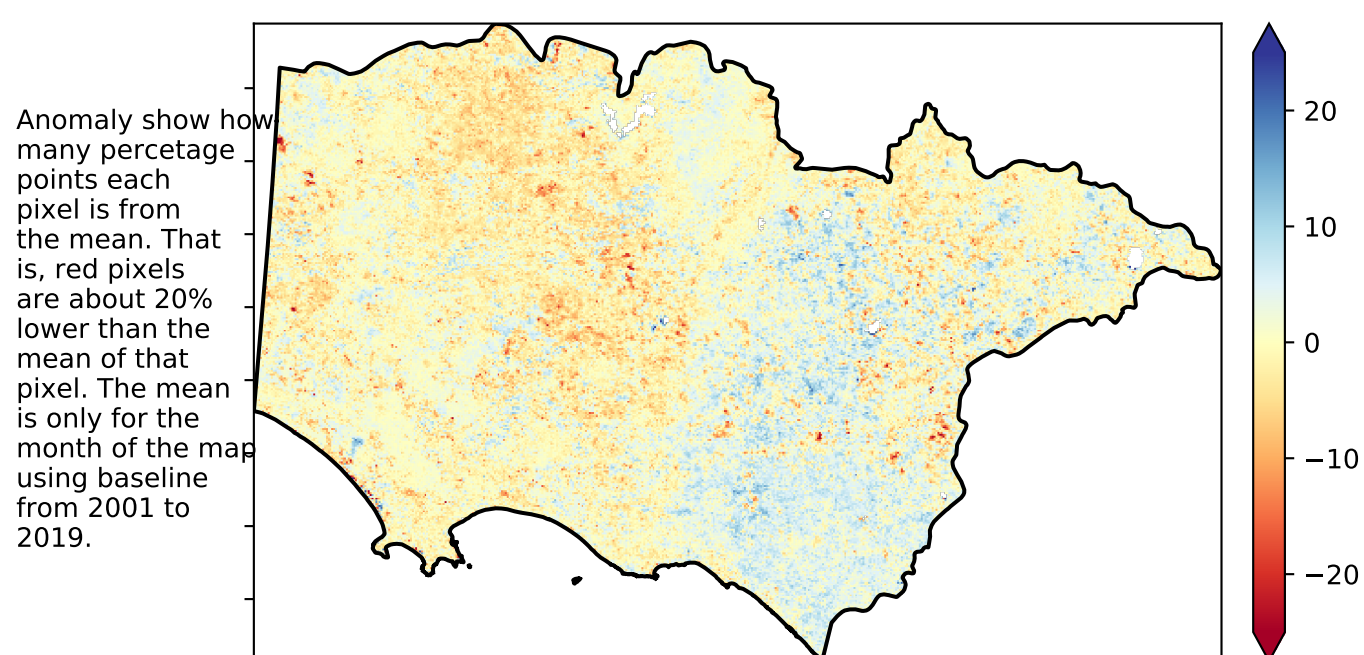 Anomaly show how
many percetage
points each
pixel is from
the mean. That
is, red pixels
are about 20%
lower than the
mean of that
pixel. The mean
is only for the
month of the map
using baseline
from 2001 to
2019.
20
10
0
−10
−20